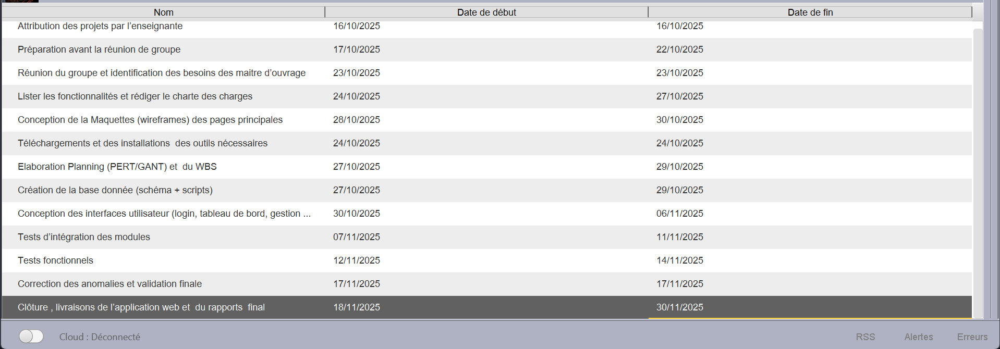 Nom Date de début Date de fin
Attribution des projets par l’enseignante 16/10/2025 16/10/2025
Préparation avant la réunion de groupe 17/10/2025 22/10/2025
Réunion du groupe et identification des besoins des maitre d’ouvrage 23/10/2025 23/10/2025
Lister les fonctionnalités et rédiger le charte des charges 24/10/2025 27/10/2025
Conception de la Maquettes (wireframes) des pages principales 28/10/2025 30/10/2025
Téléchargements et des installations  des outils nécessaires 24/10/2025 24/10/2025
Elaboration Planning (PERT/GANT) et  du WBS 27/10/2025 29/10/2025
Création de la base donnée (schéma + scripts) 27/10/2025 29/10/2025
Conception des interfaces utilisateur (login, tableau de bord, gestion ... 30/10/2025 06/11/2025
Tests d’intégration des modules 07/11/2025 11/11/2025
Tests fonctionnels 12/11/2025 14/11/2025
Correction des anomalies et validation finale 17/11/2025 17/11/2025
Clôture , livraisons de l’application web et  du rapports  final 18/11/2025 30/11/2025
Cloud : Déconnecté RSS Alertes Erreurs